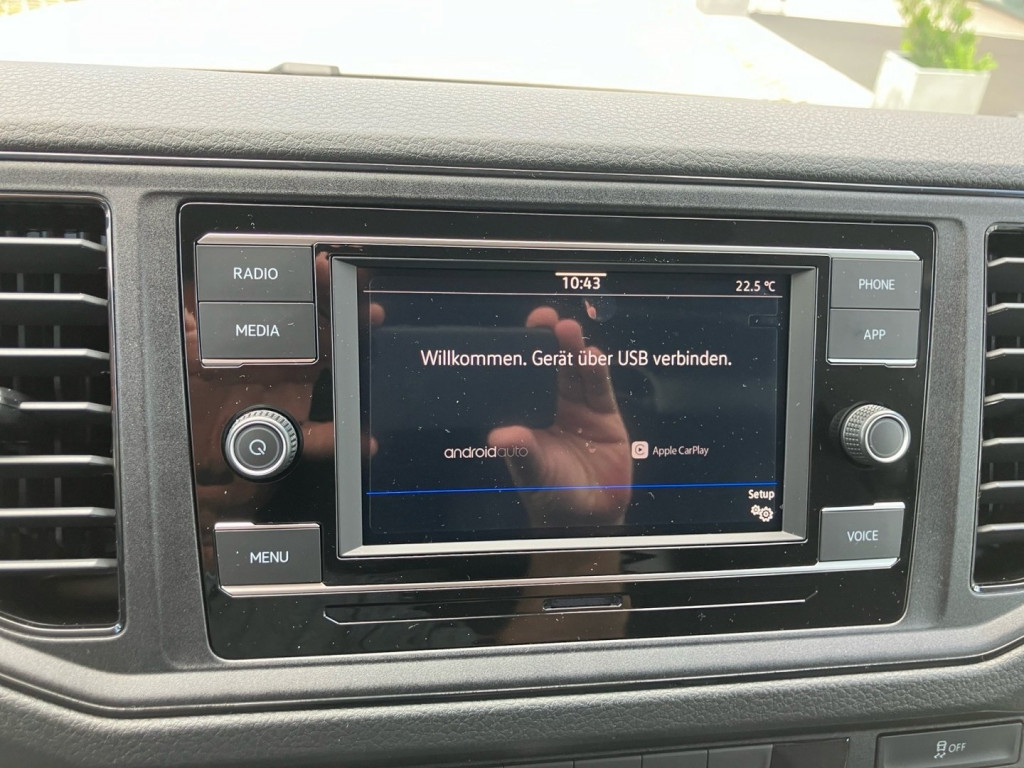 RADIO
MEDIA
MENU
10:43
22.5 °C
Willkommen. Gerät über USB verbinden.
androidauto
Apple CarPlay
Setup
PHONE
APP
VOICE
OFF